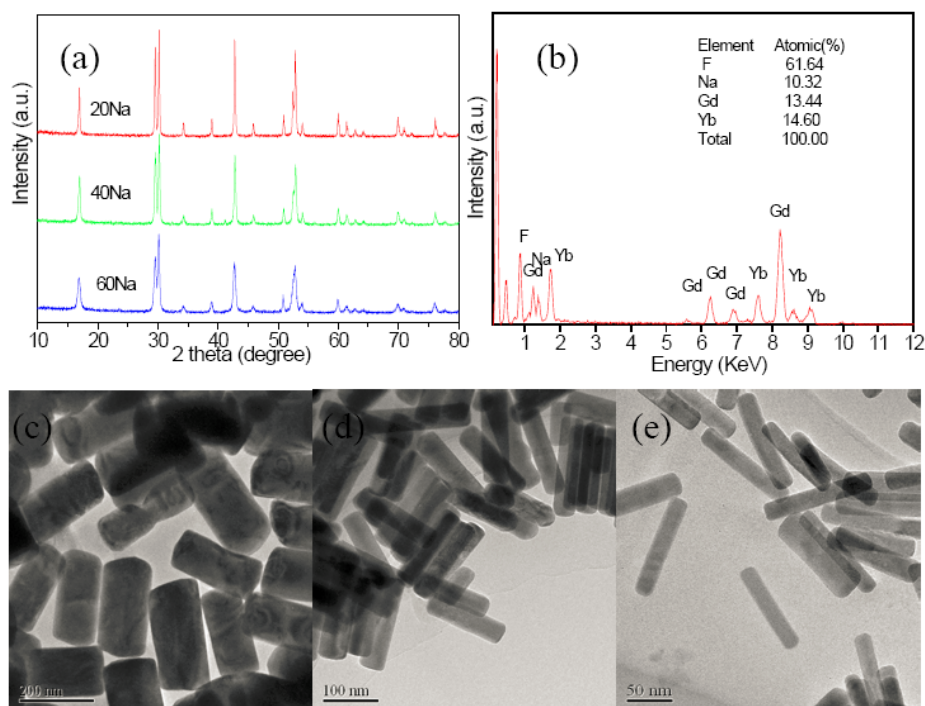 (a)
20Na
40Na
60Na
Intensity (a.u.)
10 20 30 40 50 60 70 80
2 theta (degree)
(b)
Element Atomic(%)
F 61.64
Na 10.32
Gd 13.44
Yb 14.60
Total 100.00
Intensity (a.u.)
F
Gd
Na
Yb
Gd
Gd
Gd
Yb
Gd
Yb
Yb
1 2 3 4 5 6 7 8 9 10 11 12
Energy (KeV)
(c)
200 nm
(d)
100 nm
(e)
50 nm